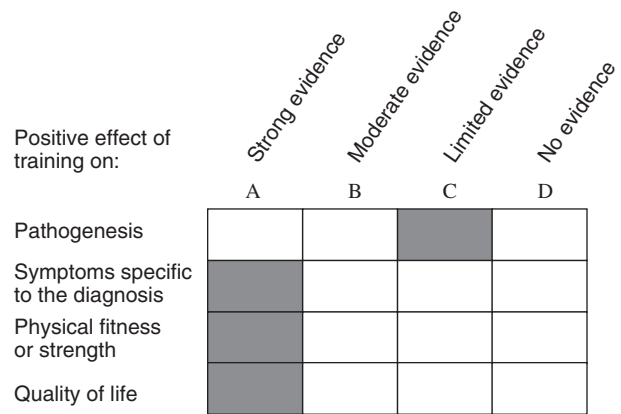 Strong evidence
Moderate evidence
Limited evidence
No evidence
Positive effect of
training on:
A B C D
Pathogenesis
Symptoms specific
to the diagnosis
Physical fitness
or strength
Quality of life